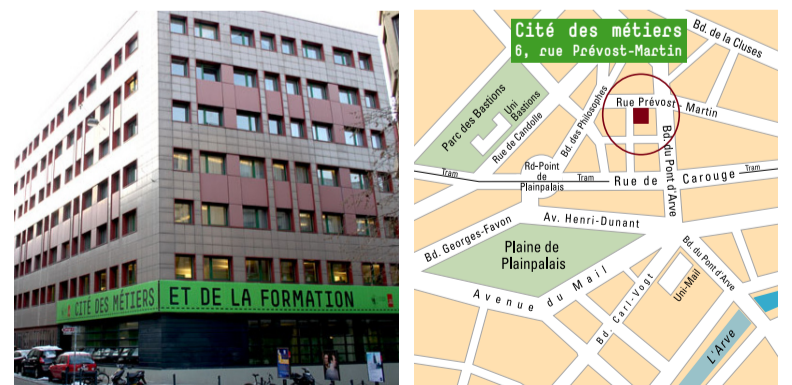 CITÉ DES MÉTIERS ET DE LA FORMATION
Cité des métiers
6, rue Prévost-Martin
Bd. de la Cluses
Parc des Bastions
Uni Bastions
Rue de Candolle
Bd. des Philosophes
Rue Prévost - Martin
Bd. du Pont d'Arve
Tram
Rd-Point
de
Plainpalais
Tram
Rue de Carouge
Tram
Bd. Georges-Favon
Av. Henri-Dunant
Plaine de
Plainpalais
Avenue du Mail
Bd. Carl-Vogt
Uni-Mail
Bd. du Pont d'Arve
L'Arve